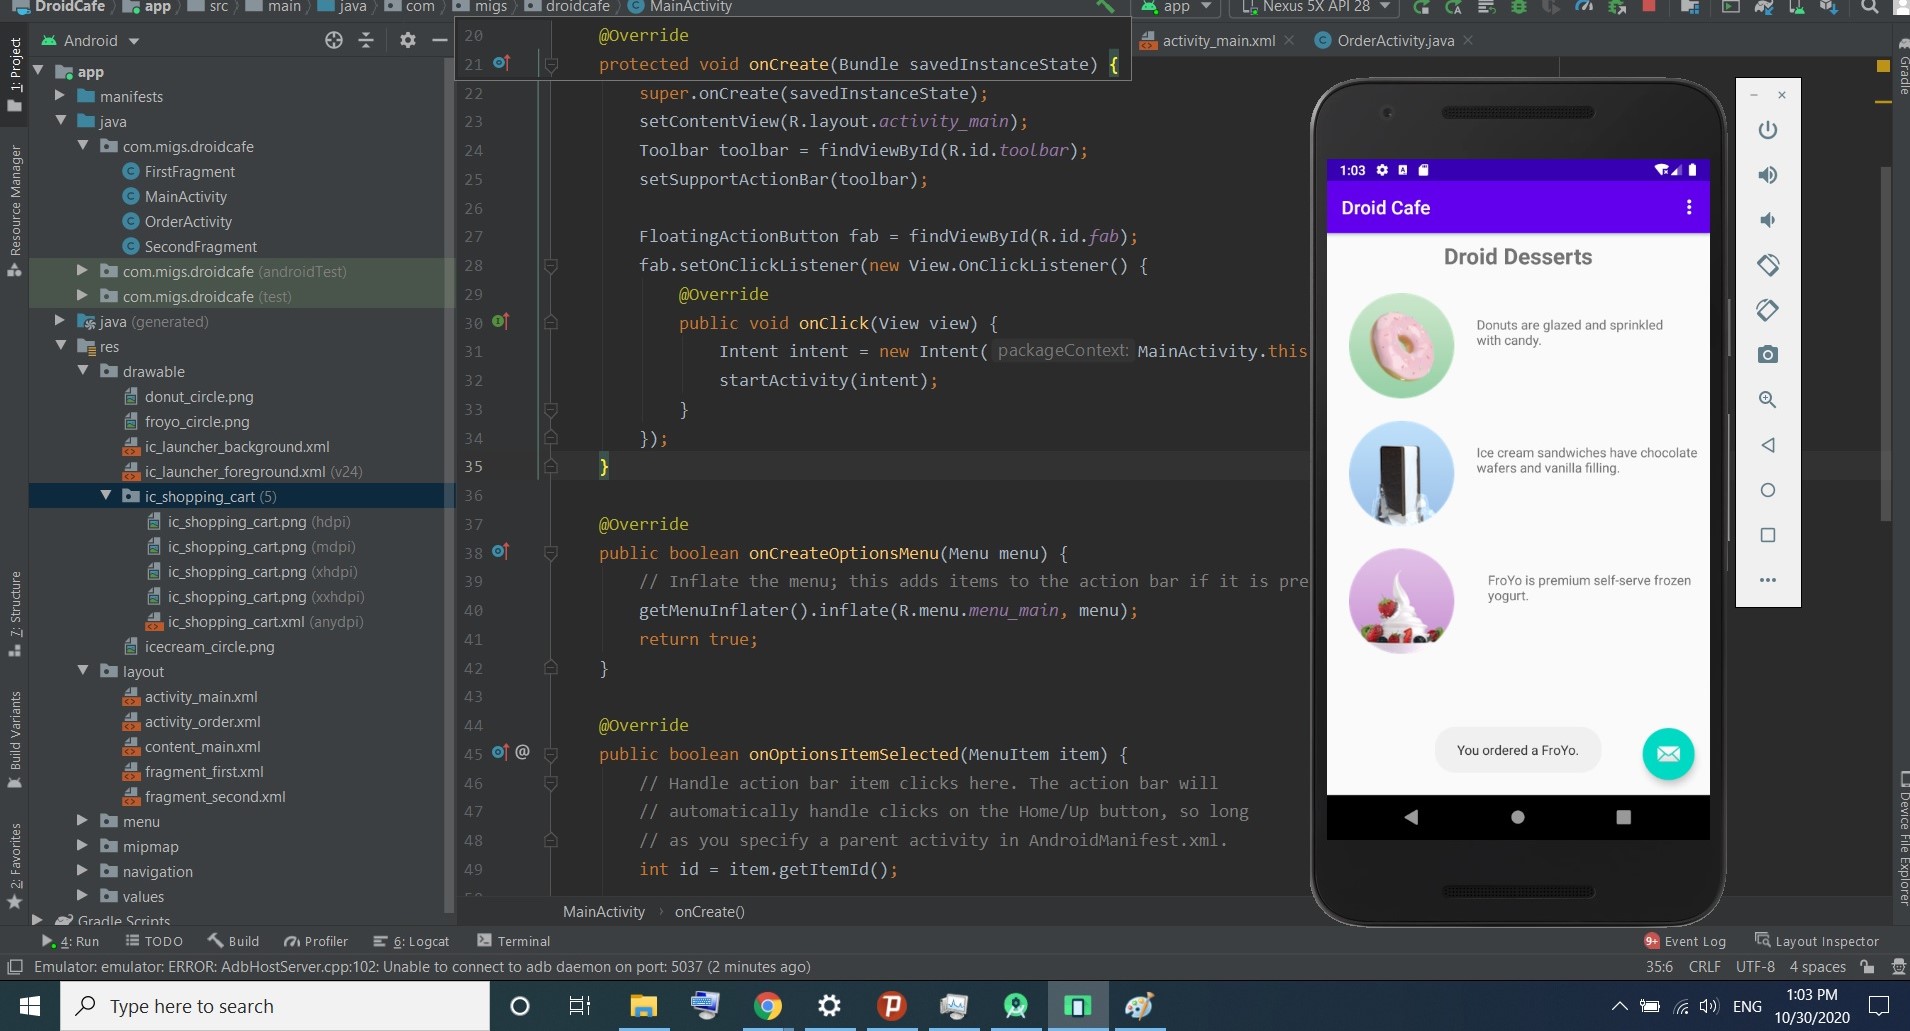 DroidCafe app src main java com migs droidcafe MainActivity
app Nexus 5X API 28
Android
activity_main.xml OrderActivity.java
1: Project
Resource Manager
7: Structure
Build Variants
2: Favorites
app
manifests
java
com.migs.droidcafe
FirstFragment
MainActivity
OrderActivity
SecondFragment
com.migs.droidcafe (androidTest)
com.migs.droidcafe (test)
java (generated)
res
drawable
donut_circle.png
froyo_circle.png
ic_launcher_background.xml
ic_launcher_foreground.xml (v24)
ic_shopping_cart (5)
ic_shopping_cart.png (hdpi)
ic_shopping_cart.png (mdpi)
ic_shopping_cart.png (xhdpi)
ic_shopping_cart.png (xxhdpi)
ic_shopping_cart.xml (anydpi)
icecream_circle.png
layout
activity_main.xml
activity_order.xml
content_main.xml
fragment_first.xml
fragment_second.xml
menu
mipmap
navigation
values
Gradle Scripts
20 @Override
21 protected void onCreate(Bundle savedInstanceState) {
22 super.onCreate(savedInstanceState);
23 setContentView(R.layout.activity_main);
24 Toolbar toolbar = findViewById(R.id.toolbar);
25 setSupportActionBar(toolbar);
26
27 FloatingActionButton fab = findViewById(R.id.fab);
28 fab.setOnClickListener(new View.OnClickListener() {
29 @Override
30 public void onClick(View view) {
31 Intent intent = new Intent( packageContext: MainActivity.this
32 startActivity(intent);
33 }
34 });
35 }
36
37 @Override
38 public boolean onCreateOptionsMenu(Menu menu) {
39 // Inflate the menu; this adds items to the action bar if it is pre
40 getMenuInflater().inflate(R.menu.menu_main, menu);
41 return true;
42 }
43
44 @Override
45 @ public boolean onOptionsItemSelected(MenuItem item) {
46 // Handle action bar item clicks here. The action bar will
47 // automatically handle clicks on the Home/Up button, so long
48 // as you specify a parent activity in AndroidManifest.xml.
49 int id = item.getItemId();
MainActivity › onCreate()
1:03
Droid Cafe
Droid Desserts
Donuts are glazed and sprinkled
with candy.
Ice cream sandwiches have chocolate
wafers and vanilla filling.
FroYo is premium self-serve frozen
yogurt.
You ordered a FroYo.
Gradle
Device File Explorer
4: Run TODO Build Profiler 6: Logcat Terminal
9+ Event Log Layout Inspector
Emulator: emulator: ERROR: AdbHostServer.cpp:102: Unable to connect to adb daemon on port: 5037 (2 minutes ago)
35:6 CRLF UTF-8 4 spaces
Type here to search
ENG
1:03 PM
10/30/2020